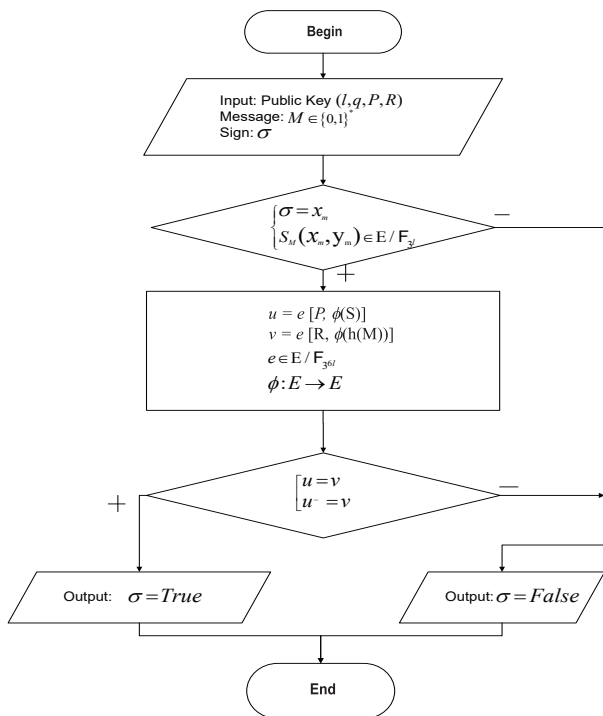 Begin
Input: Public Key (l,q,P,R)
Message: M ∈ {0,1}*
Sign: σ
{σ = x_m
S_M(x_m, y_m) ∈ E / F_{3^l}
−
+
u = e [P, ϕ(S)]
v = e [R, ϕ(h(M))]
e ∈ E / F_{3^{6l}}
ϕ : E → E
[u = v
u⁻ = v
+
−
Output: σ = True
Output: σ = False
End